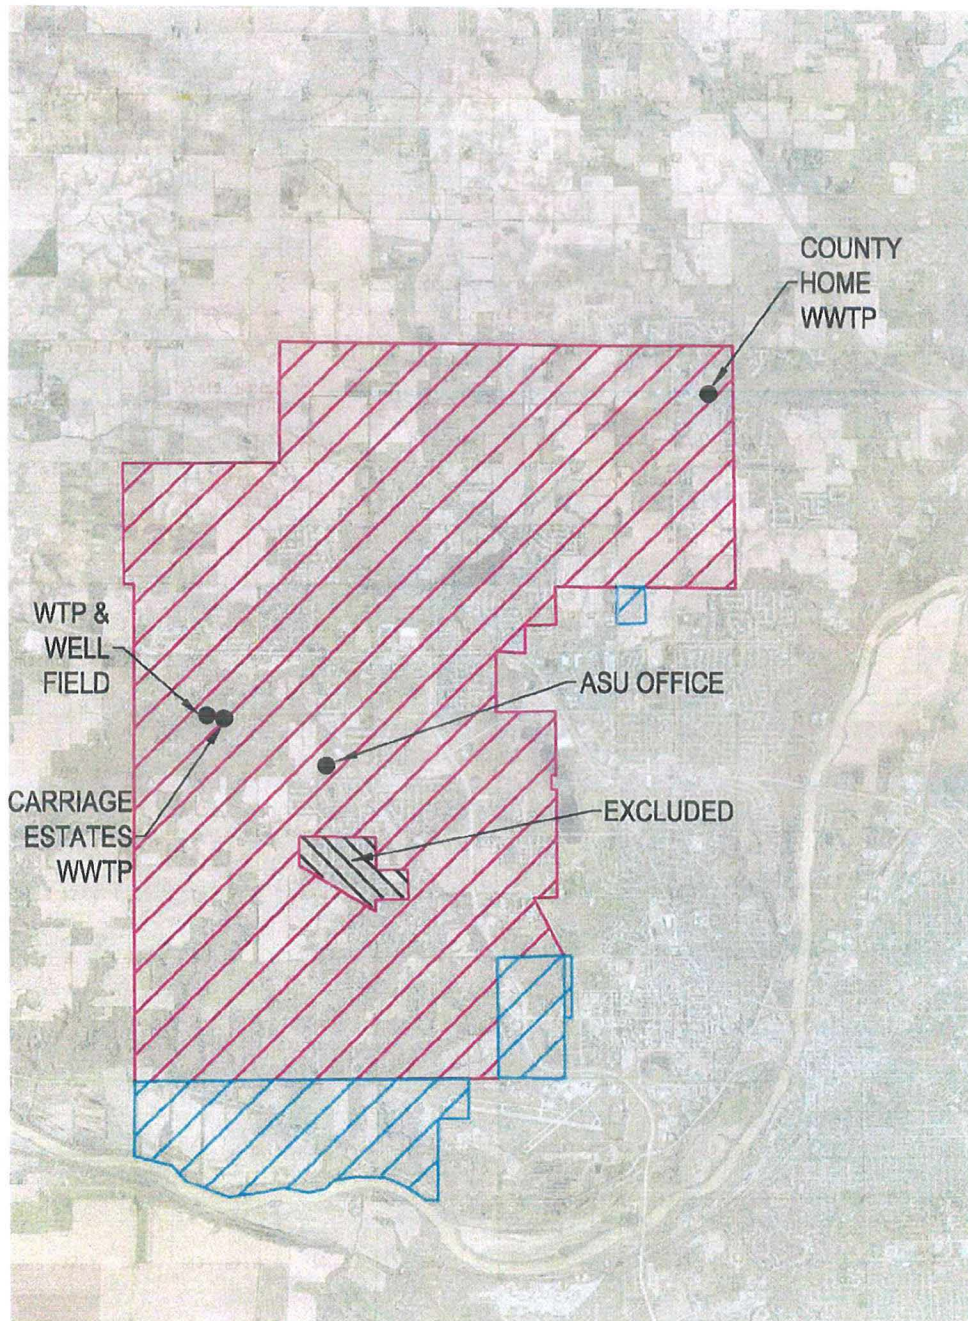 COUNTY
HOME
WWTP
WTP &
WELL
FIELD
ASU OFFICE
CARRIAGE
ESTATES
WWTP
EXCLUDED